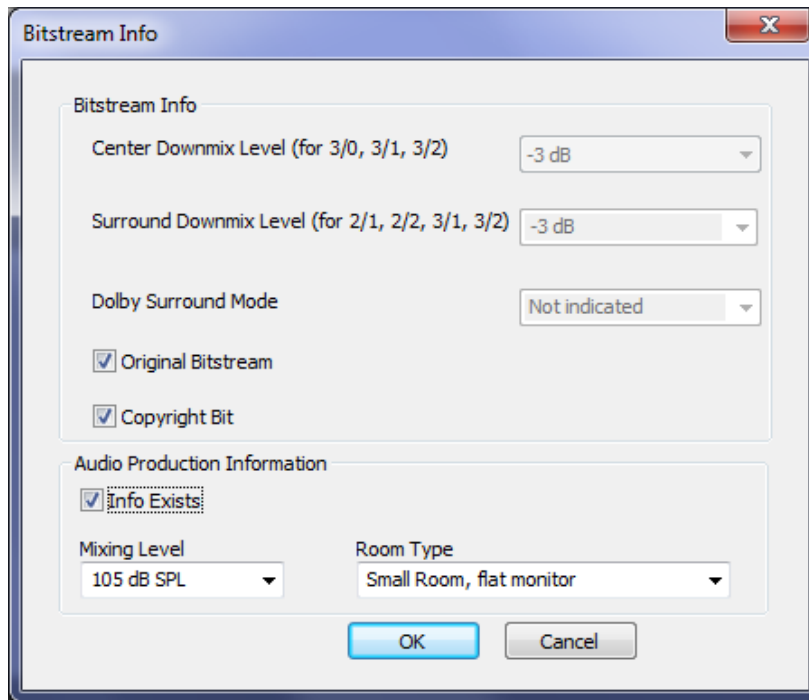 Bitstream Info
Bitstream Info
Center Downmix Level (for 3/0, 3/1, 3/2)
-3 dB
Surround Downmix Level (for 2/1, 2/2, 3/1, 3/2)
-3 dB
Dolby Surround Mode
Not indicated
Original Bitstream
Copyright Bit
Audio Production Information
Info Exists
Mixing Level
Room Type
105 dB SPL
Small Room, flat monitor
OK
Cancel